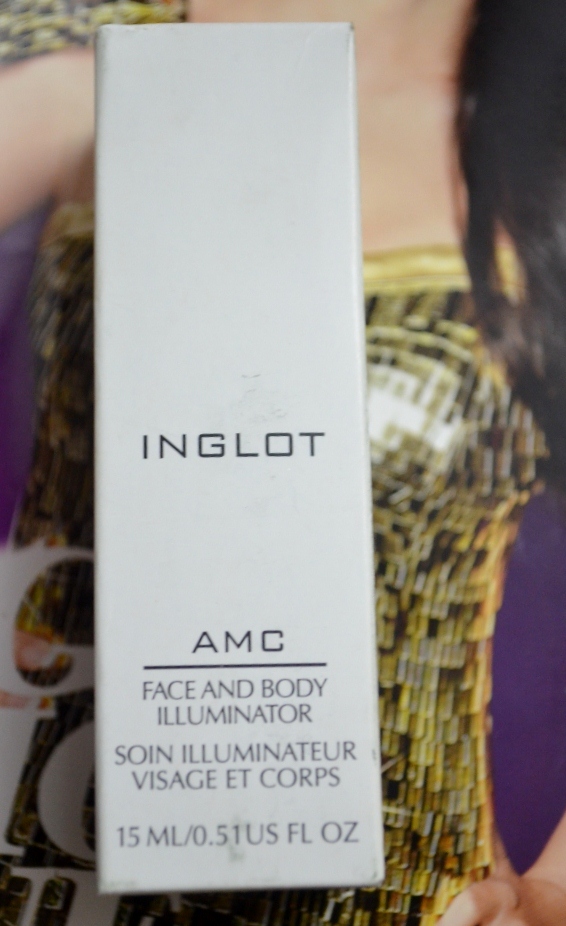 INGLOT
AMC
FACE AND BODY
ILLUMINATOR
SOIN ILLUMINATEUR
VISAGE ET CORPS
15 ML/0.51US FL OZ